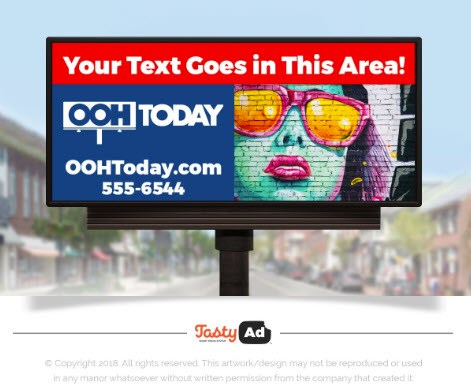 Your Text Goes in This Area!
OOH TODAY
OOHToday.com
555-6544
Tasty Ad
© Copyright 2018. All rights reserved. This artwork/design may not be reproduced or used
in any manor whatsoever without written permission from the company that created it.